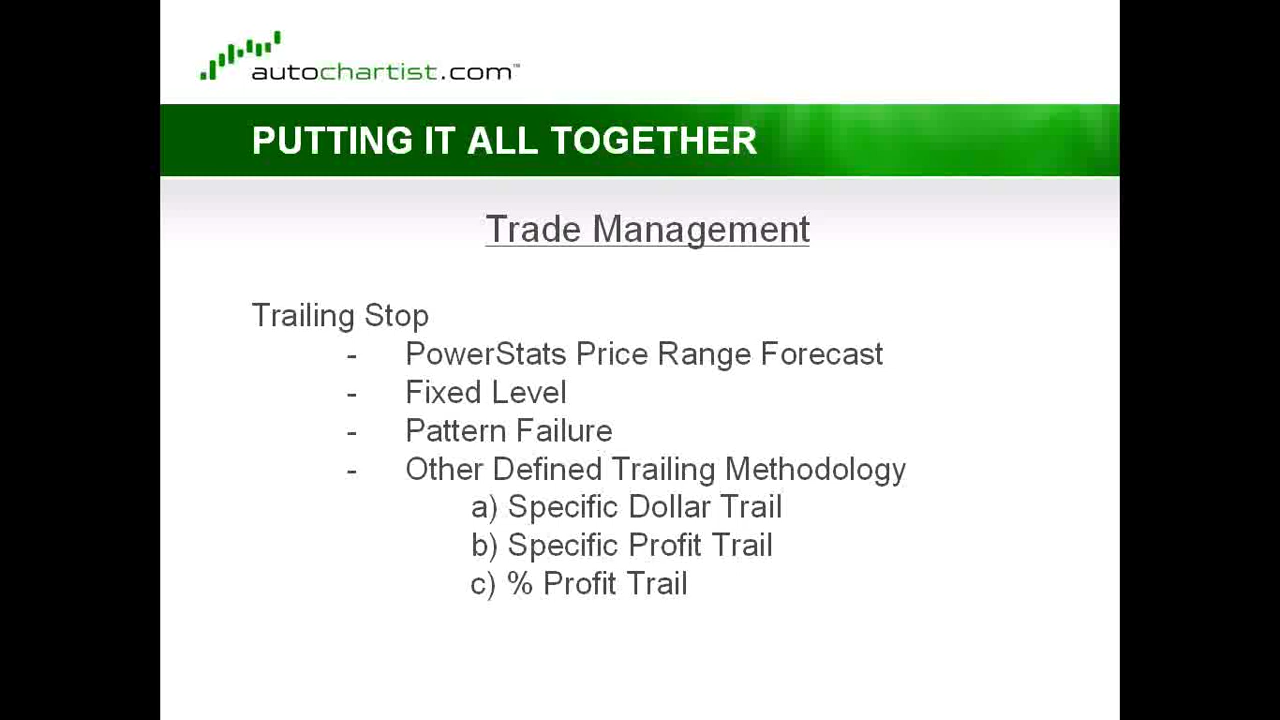 autochartist.com™
PUTTING IT ALL TOGETHER
Trade Management
Trailing Stop
- PowerStats Price Range Forecast
- Fixed Level
- Pattern Failure
- Other Defined Trailing Methodology
a) Specific Dollar Trail
b) Specific Profit Trail
c) % Profit Trail